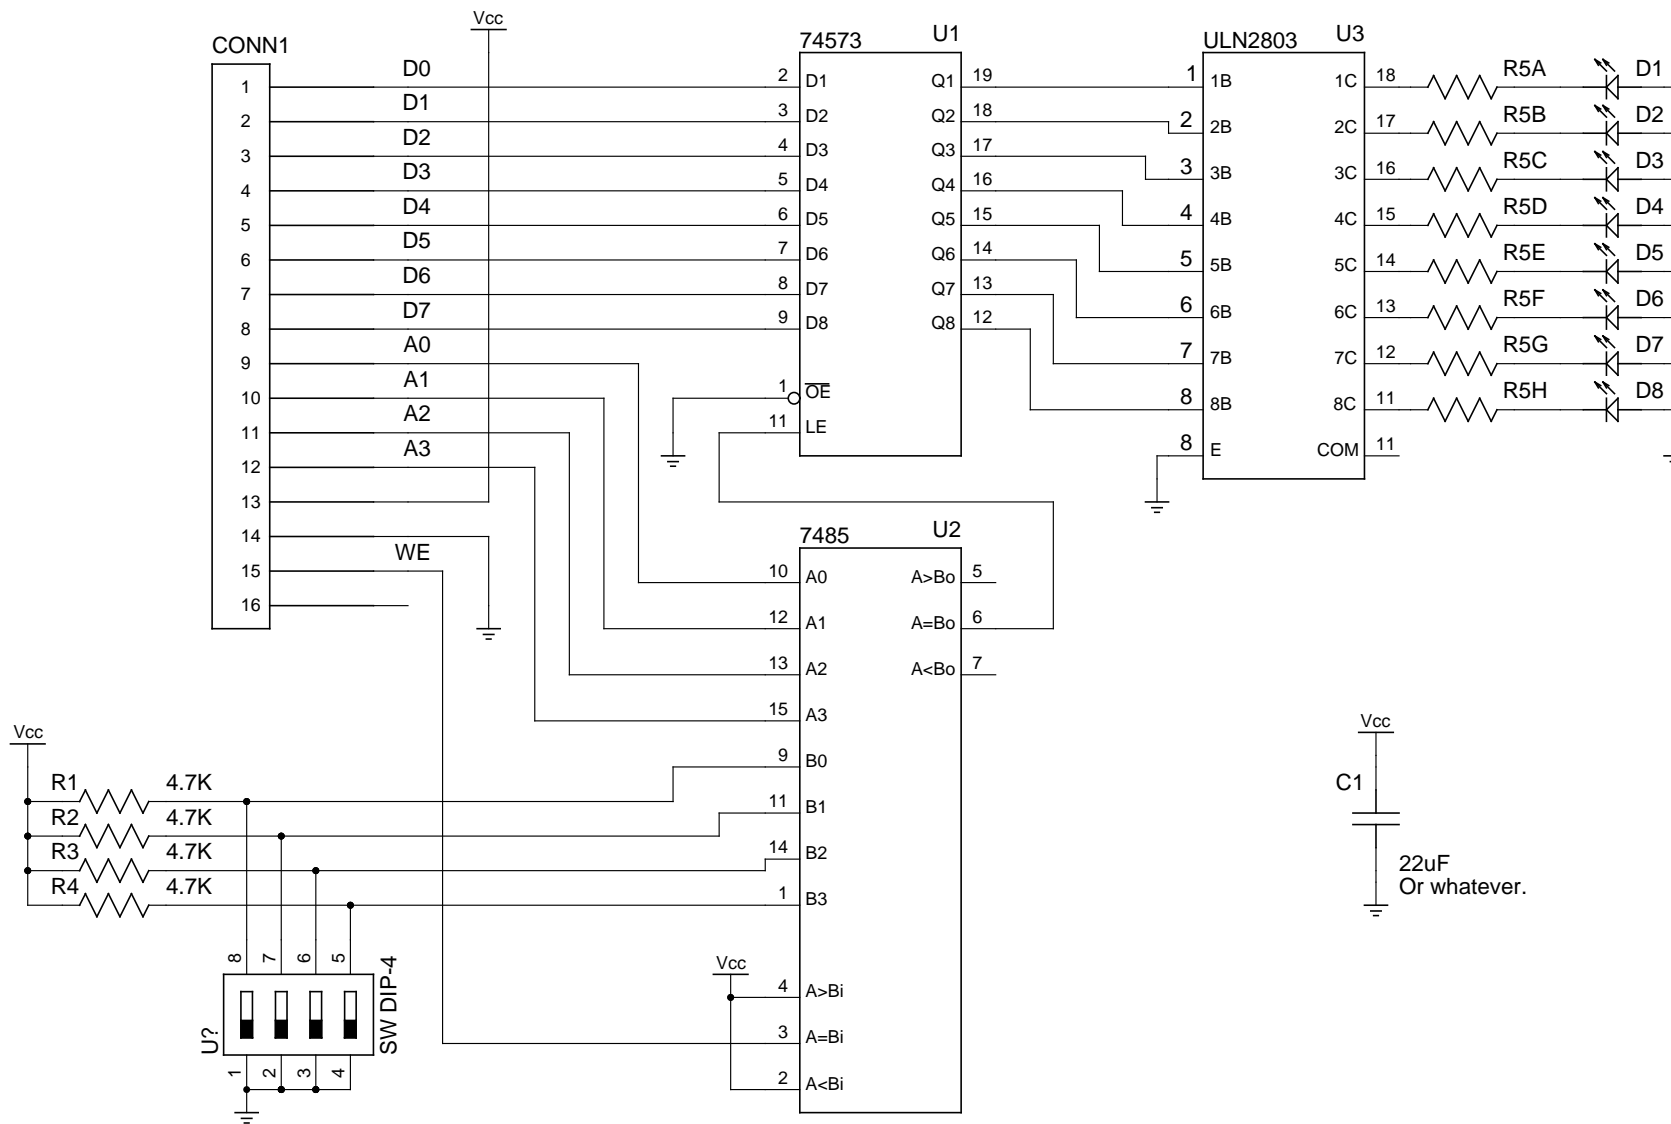 Vcc
CONN1
1 D0
2 D1
3 D2
4 D3
5 D4
6 D5
7 D6
8 D7
9 A0
10 A1
11 A2
12 A3
13
14
15 WE
16
74573 U1
2 D1 Q1 19
3 D2 Q2 18
4 D3 Q3 17
5 D4 Q4 16
6 D5 Q5 15
7 D6 Q6 14
8 D7 Q7 13
9 D8 Q8 12
1 OE
11 LE
ULN2803 U3
1 1B 1C 18 R5A D1
2 2B 2C 17 R5B D2
3 3B 3C 16 R5C D3
4 4B 4C 15 R5D D4
5 5B 5C 14 R5E D5
6 6B 6C 13 R5F D6
7 7B 7C 12 R5G D7
8 8B 8C 11 R5H D8
8 E COM 11
7485 U2
10 A0 A>Bo 5
12 A1 A=Bo 6
13 A2 A<Bo 7
15 A3
9 B0
11 B1
14 B2
1 B3
Vcc
4 A>Bi
3 A=Bi
2 A<Bi
Vcc
R1 4.7K
R2 4.7K
R3 4.7K
R4 4.7K
8 7 6 5
U?
SW DIP-4
1 2 3 4
Vcc
C1
22uF
Or whatever.